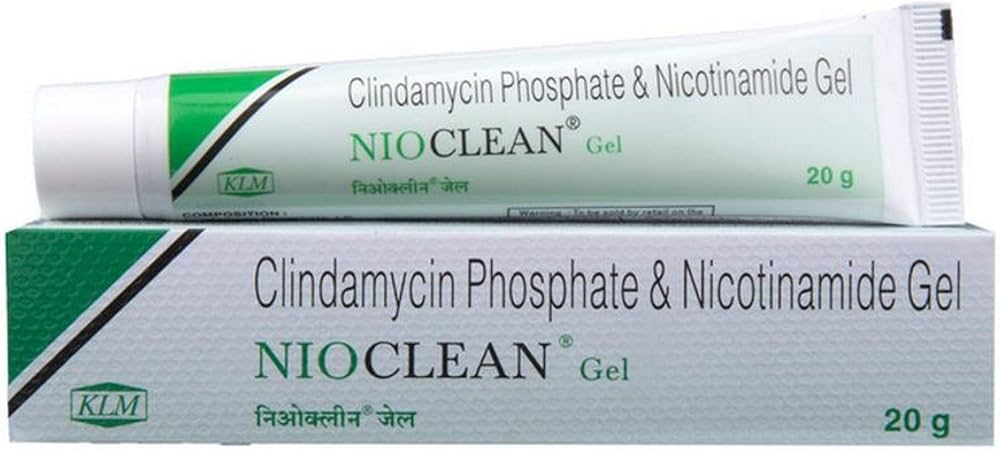 Clindamycin Phosphate & Nicotinamide Gel
NIOCLEAN® Gel
KLM
निओक्लीन® जेल
20 g
COMPOSITION :
Warning : To be sold by retail on the
Clindamycin Phosphate & Nicotinamide Gel
NIOCLEAN® Gel
KLM
निओक्लीन® जेल
20 g